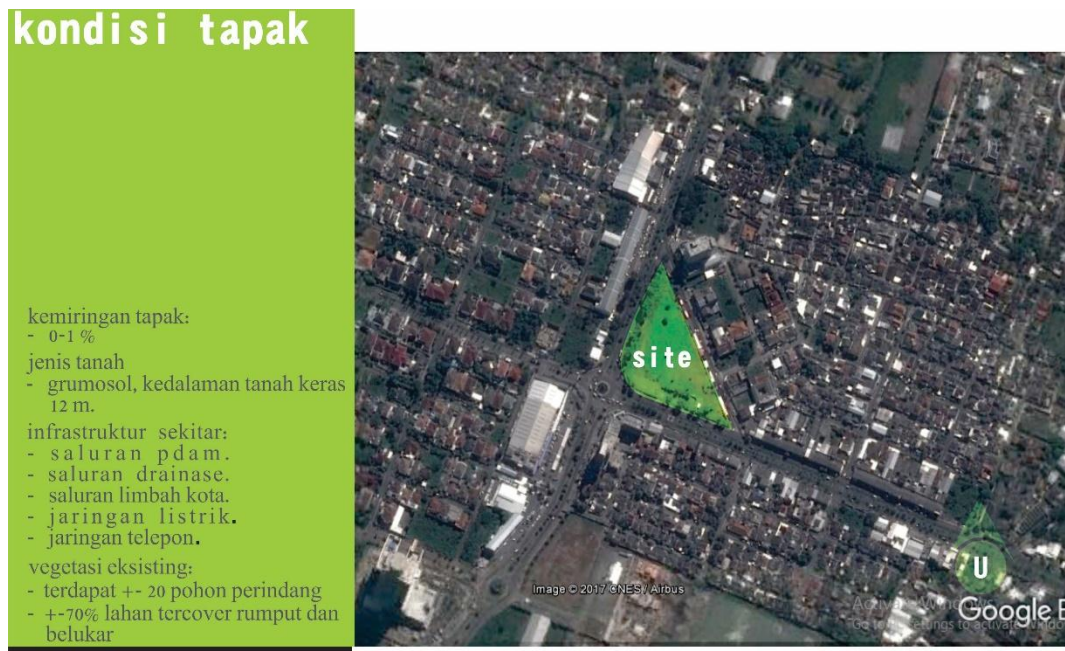 kondisi tapak
kemiringan tapak:
- 0-1 %
jenis tanah
- grumosol, kedalaman tanah keras
12 m.
infrastruktur sekitar:
- saluran pdam.
- saluran drainase.
- saluran limbah kota.
- jaringan listrik.
- jaringan telepon.
vegetasi eksisting:
- terdapat +- 20 pohon perindang
- +-70% lahan tercover rumput dan
belukar
site
U
Image © 2017 CNES / Airbus
Google E